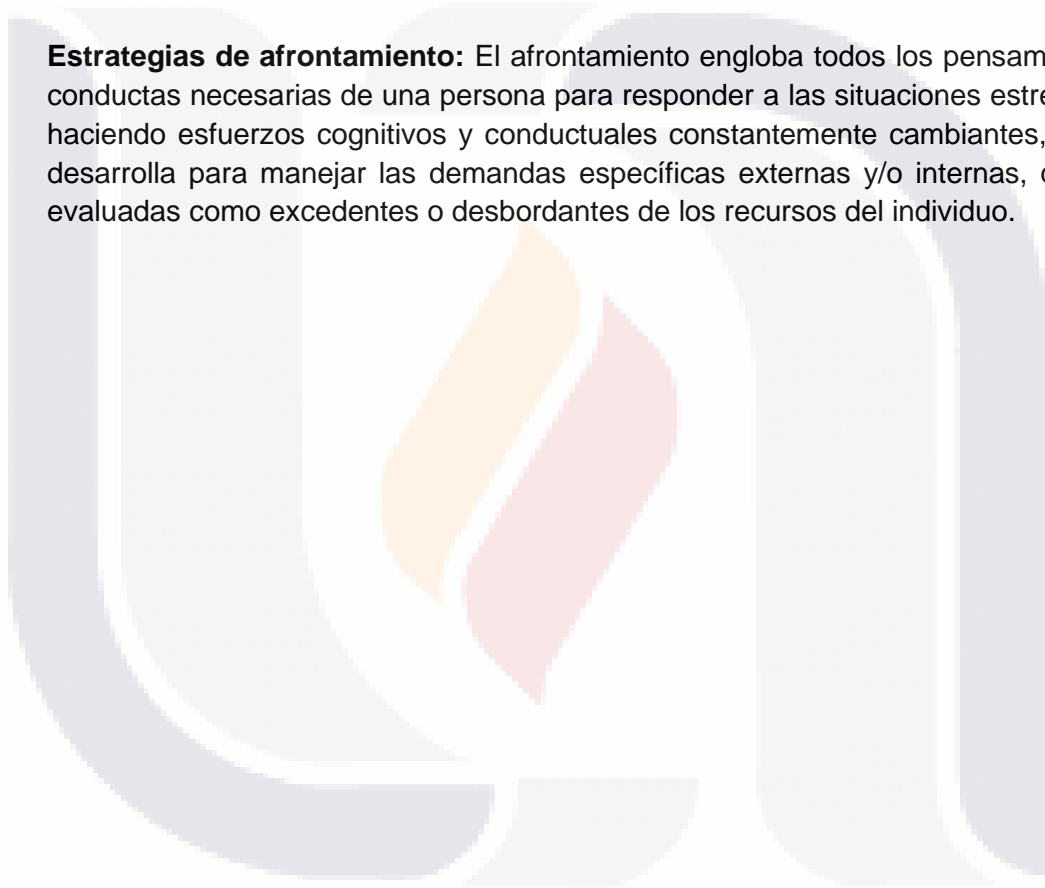 Estrategias de afrontamiento: El afrontamiento engloba todos los pensam
conductas necesarias de una persona para responder a las situaciones estre
haciendo esfuerzos cognitivos y conductuales constantemente cambiantes,
desarrolla para manejar las demandas específicas externas y/o internas,
evaluadas como excedentes o desbordantes de los recursos del individuo.